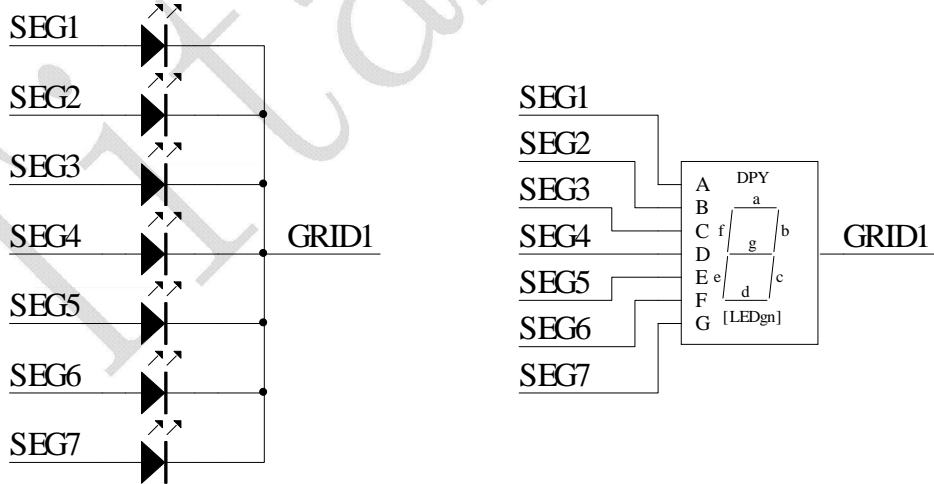 SEG1
SEG2
SEG3
SEG4
SEG5
SEG6
SEG7
GRID1
SEG1
SEG2
SEG3
SEG4
SEG5
SEG6
SEG7
A
B
C
D
E
F
G
DPY
a
f
b
g
e
c
d
[LEDgn]
GRID1